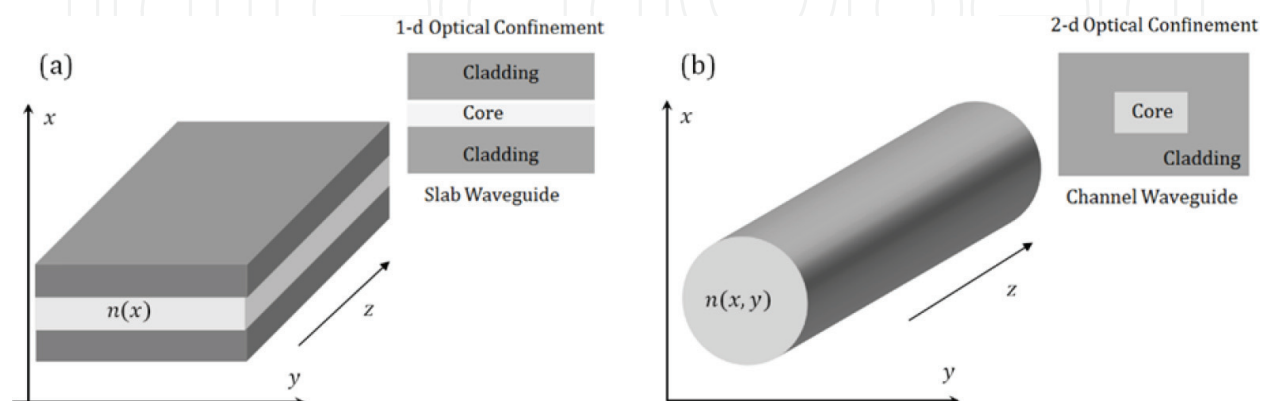 1-d Optical Confinement
(a)
Cladding
Core
Cladding
Slab Waveguide
x
n(x)
z
y
2-d Optical Confinement
(b)
Core
Cladding
Channel Waveguide
x
n(x, y)
z
y